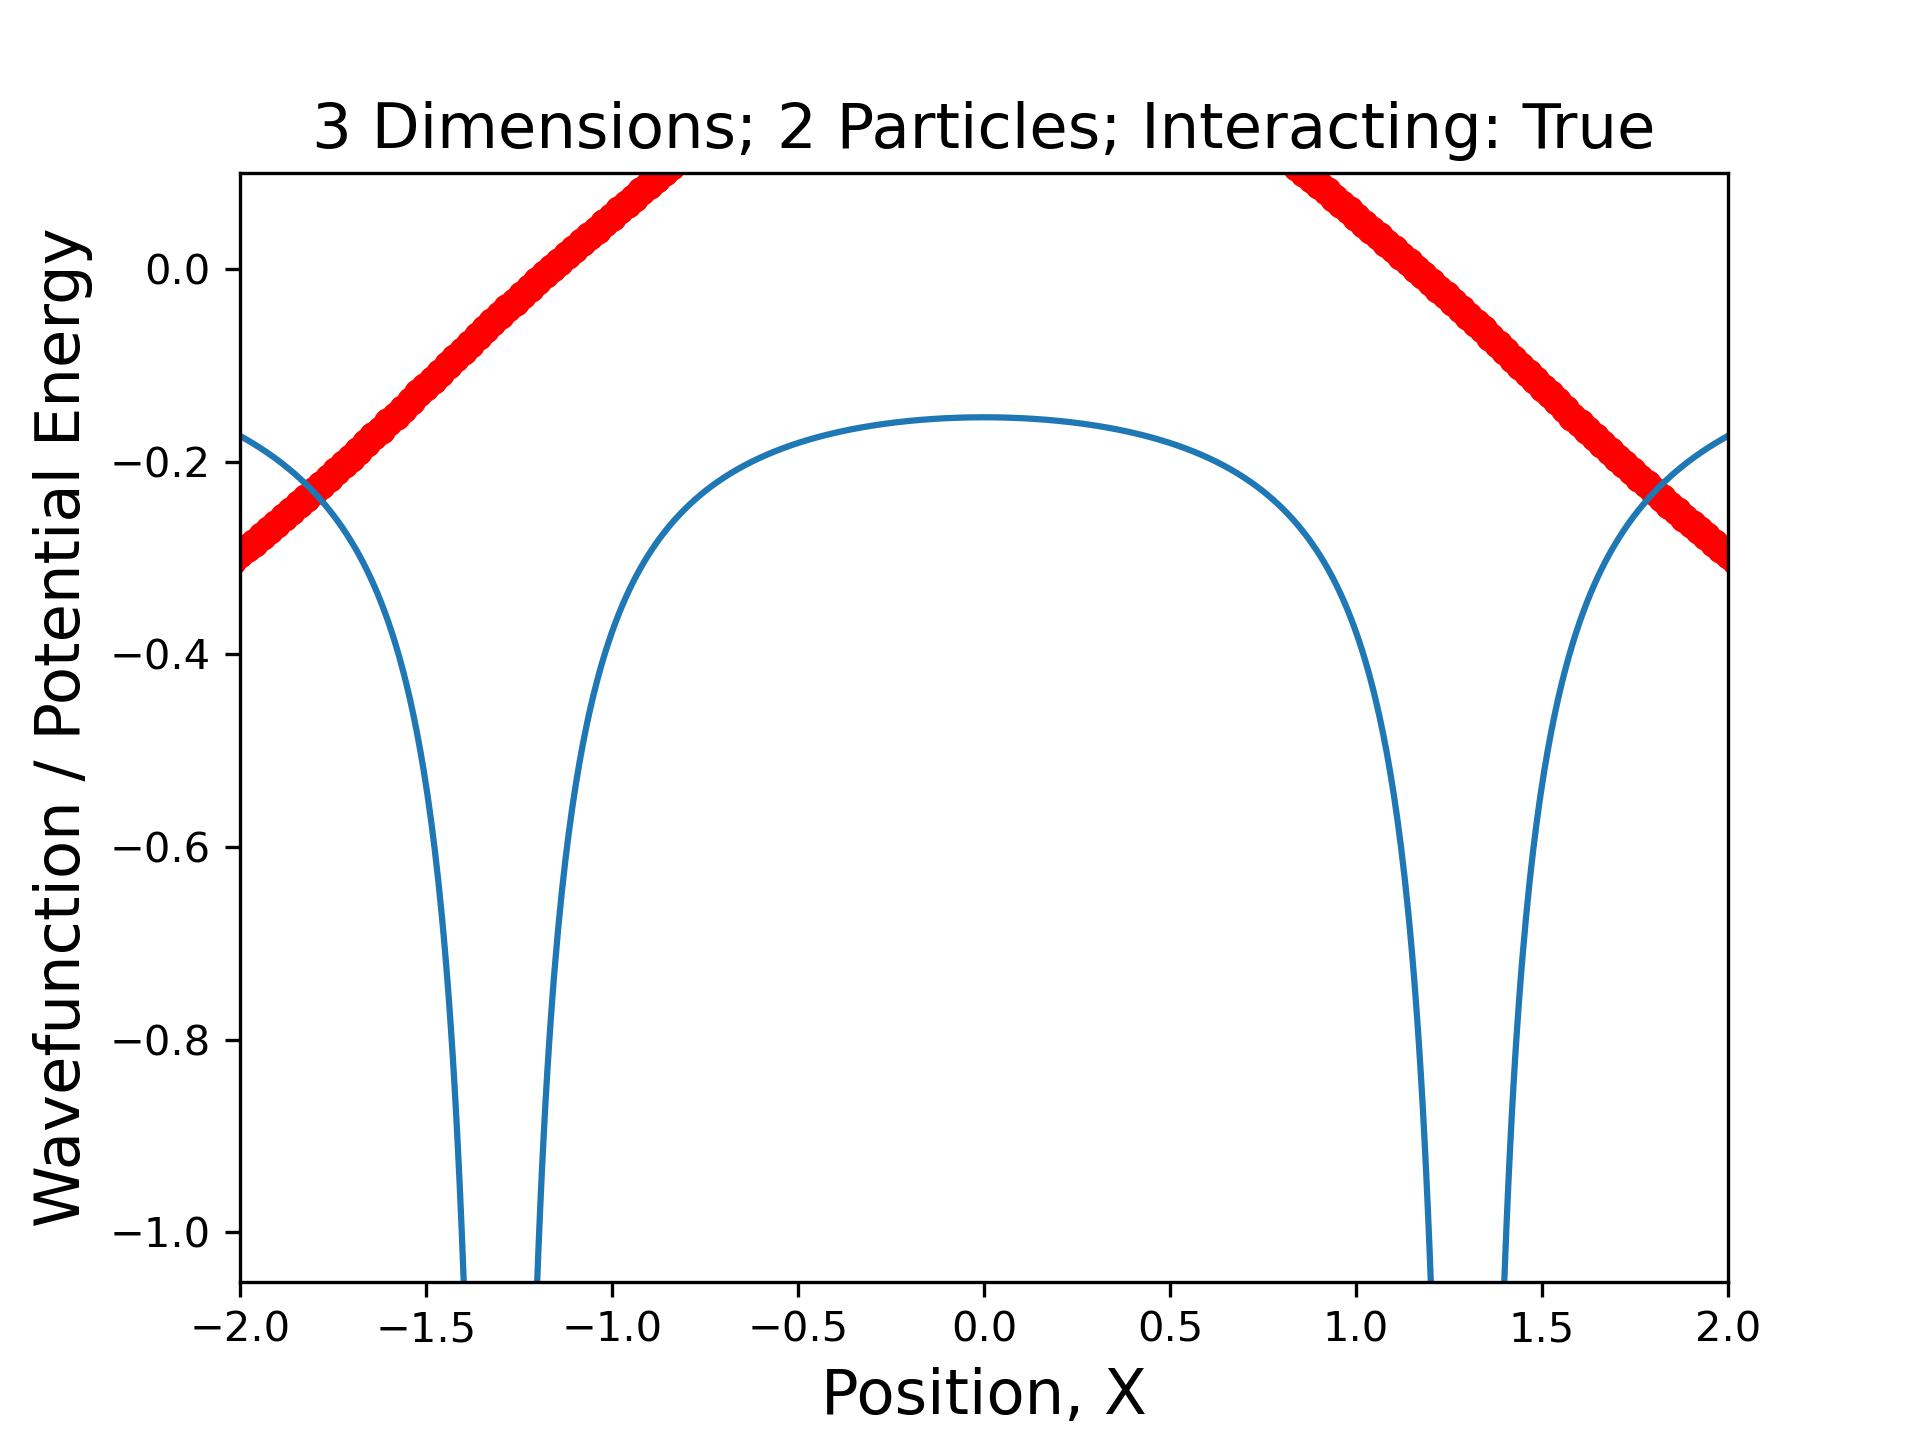 3 Dimensions; 2 Particles; Interacting: True
Wavefunction / Potential Energy
0.0
−0.2
−0.4
−0.6
−0.8
−1.0
−2.0 −1.5 −1.0 −0.5 0.0 0.5 1.0 1.5 2.0
Position, X